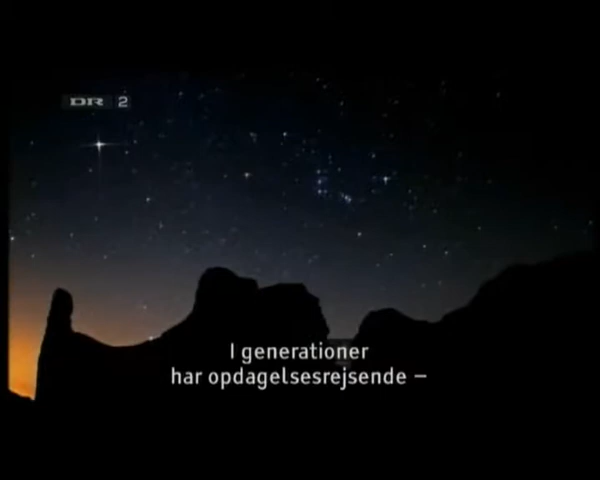 DR 2
I generationer
har opdagelsesrejsende –